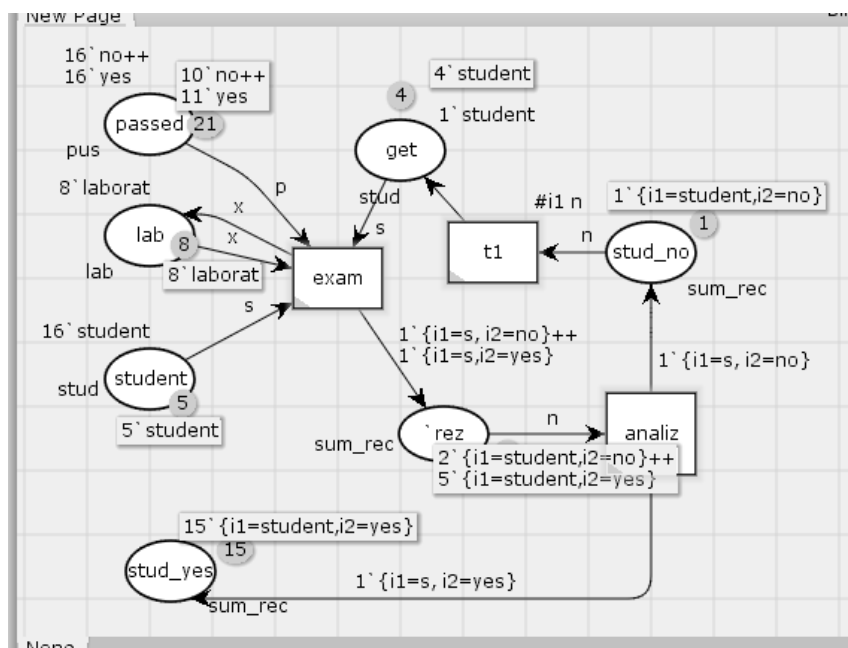 New Page
16`no++
16`yes
10`no++
11`yes
passed
21
pus
p
4`student
4
1`student
get
stud
s
#i1 n
t1
n
1`{i1=student,i2=no}
1
stud_no
sum_rec
8`laborat
x
x
lab
8
lab
8`laborat
exam
s
16`student
student
stud
5
5`student
1`{i1=s, i2=no}++
1`{i1=s,i2=yes}
1`{i1=s, i2=no}
`rez
n
analiz
sum_rec
2`{i1=student,i2=no}++
5`{i1=student,i2=yes}
15`{i1=student,i2=yes}
15
stud_yes
1`{i1=s, i2=yes}
sum_rec